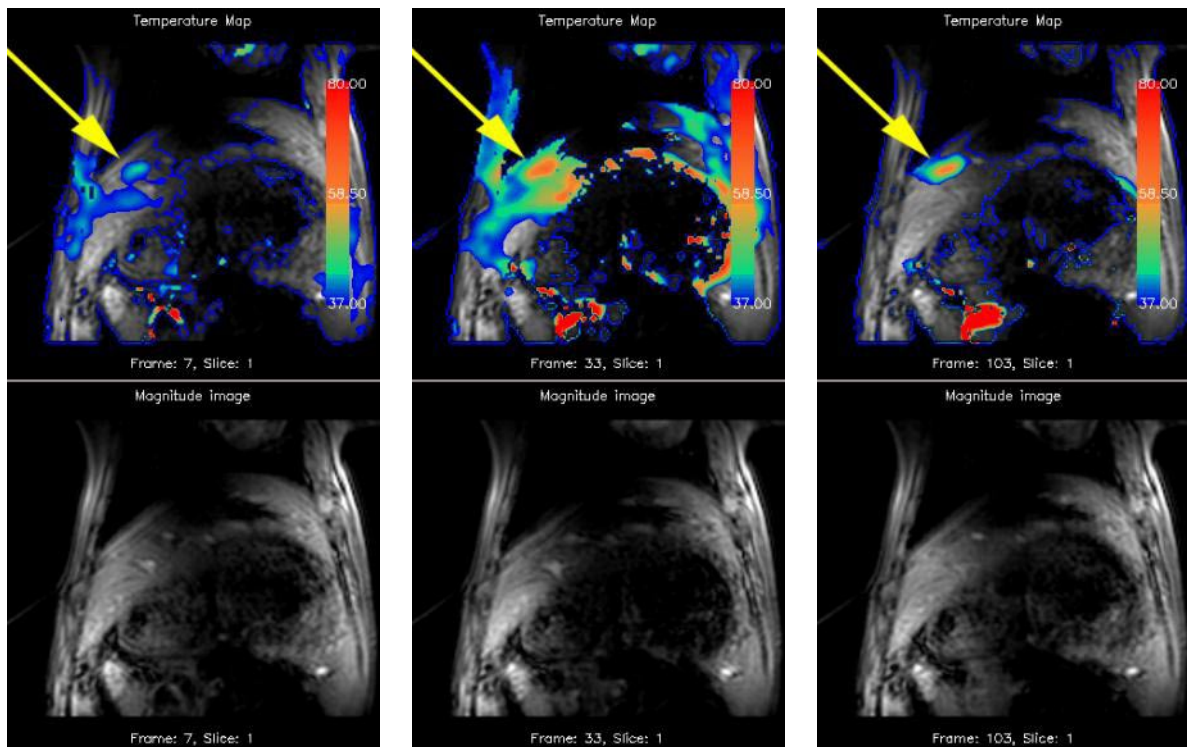 Temperature Map
80.00
58.50
37.00
Frame: 7, Slice: 1
Magnitude image
Frame: 7, Slice: 1
Temperature Map
80.00
58.50
37.00
Frame: 33, Slice: 1
Magnitude image
Frame: 33, Slice: 1
Temperature Map
80.00
58.50
37.00
Frame: 103, Slice: 1
Magnitude image
Frame: 103, Slice: 1